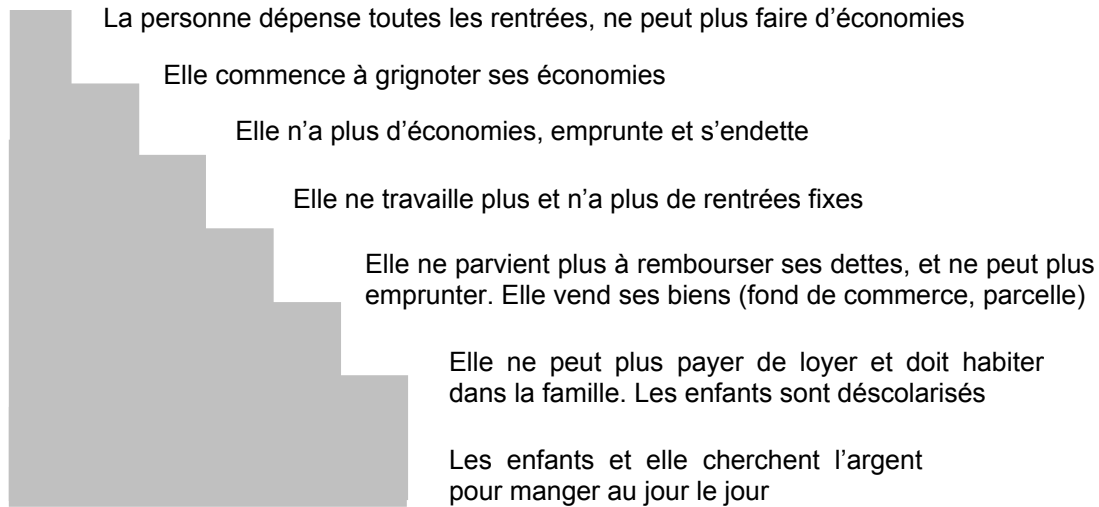 La personne dépense toutes les rentrées, ne peut plus faire d’économies
Elle commence à grignoter ses économies
Elle n’a plus d’économies, emprunte et s’endette
Elle ne travaille plus et n’a plus de rentrées fixes
Elle ne parvient plus à rembourser ses dettes, et ne peut plus
emprunter. Elle vend ses biens (fond de commerce, parcelle)
Elle ne peut plus payer de loyer et doit habiter
dans la famille. Les enfants sont déscolarisés
Les enfants et elle cherchent l’argent
pour manger au jour le jour